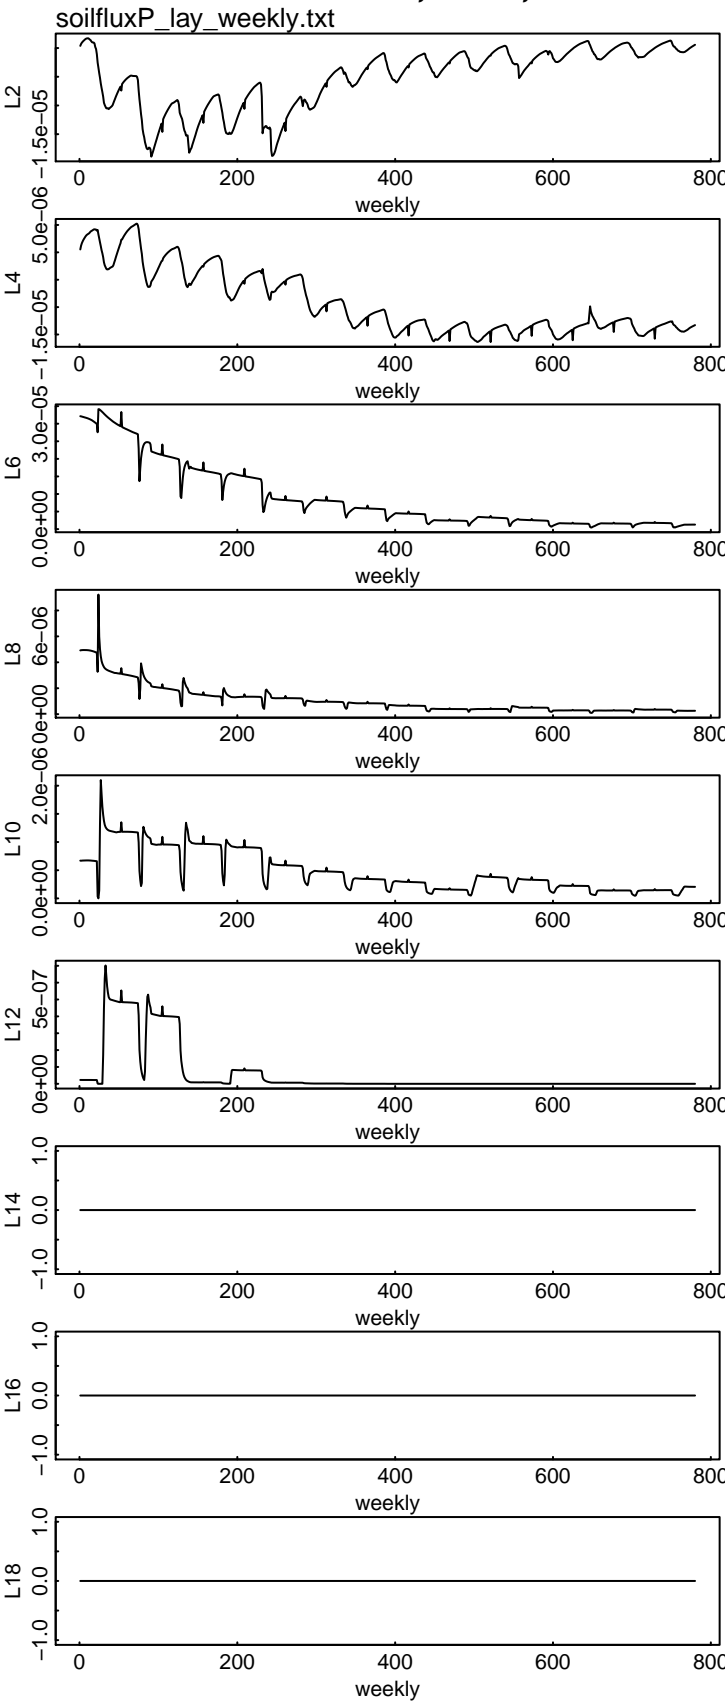 soilfluxP_lay_weekly.txt
L2
−1.5e−05
0 200 400 600 800
weekly
L4
−1.5e−05 5.0e−06
0 200 400 600 800
weekly
L6
0.0e+00 3.0e−05
0 200 400 600 800
weekly
L8
0e+00 6e−06
0 200 400 600 800
weekly
L10
0.0e+00 2.0e−06
0 200 400 600 800
weekly
L12
0e+00 5e−07
0 200 400 600 800
weekly
L14
−1.0 0.0 1.0
0 200 400 600 800
weekly
L16
−1.0 0.0 1.0
0 200 400 600 800
weekly
L18
−1.0 0.0 1.0
0 200 400 600 800
weekly